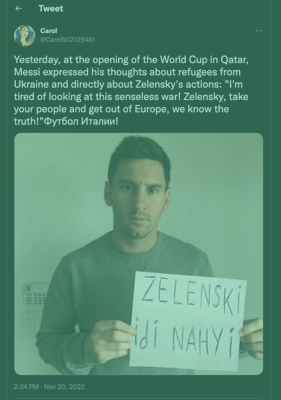 Tweet
Carol
@Carol502129481
Yesterday, at the opening of the World Cup in Qatar,
Messi expressed his thoughts about refugees from
Ukraine and directly about Zelensky's actions: "I'm
tired of looking at this senseless war! Zelensky, take
your people and get out of Europe, we know the
truth!"Футбол Италии!
ZELENSKI
idi NAHYi
2:24 PM · Nov 20, 2022